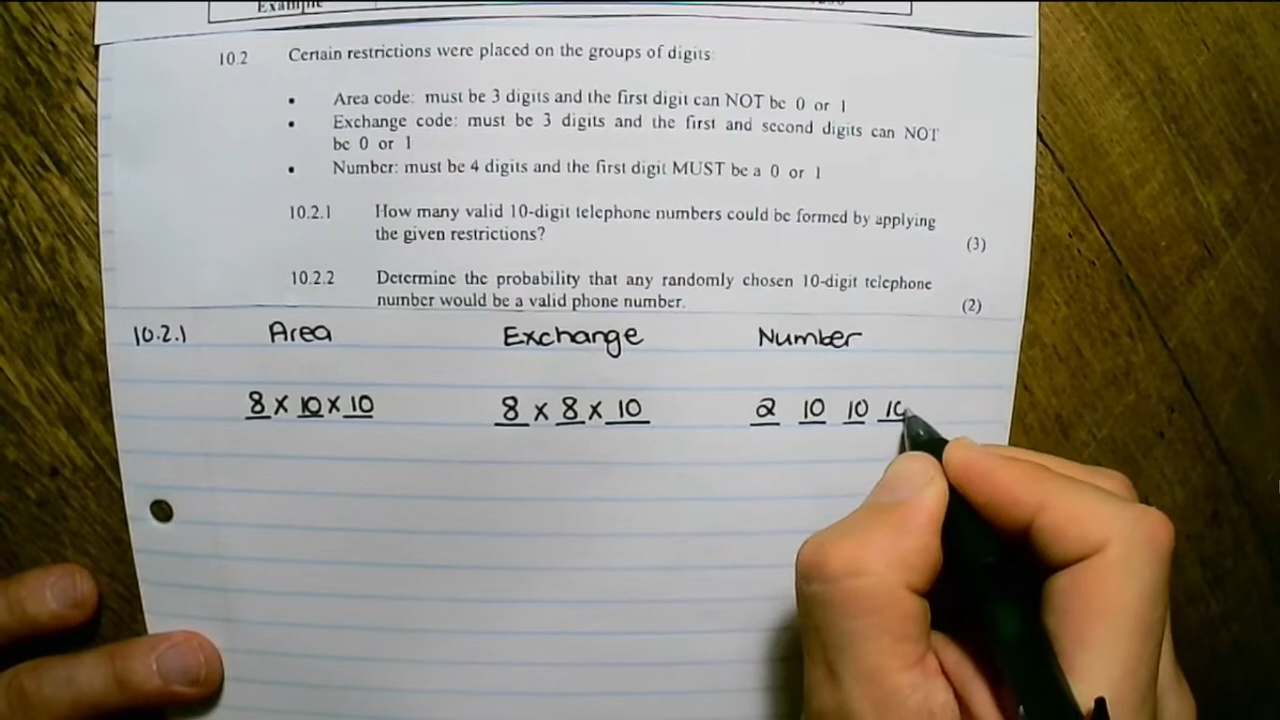 Example
10.2 Certain restrictions were placed on the groups of digits:
• Area code: must be 3 digits and the first digit can NOT be 0 or 1
• Exchange code: must be 3 digits and the first and second digits can NOT
be 0 or 1
• Number: must be 4 digits and the first digit MUST be a 0 or 1
10.2.1 How many valid 10-digit telephone numbers could be formed by applying
the given restrictions?
(3)
10.2.2 Determine the probability that any randomly chosen 10-digit telephone
number would be a valid phone number.
(2)
10.2.1 Area Exchange Number
8 x 10 x 10 8 x 8 x 10 2 10 10 10